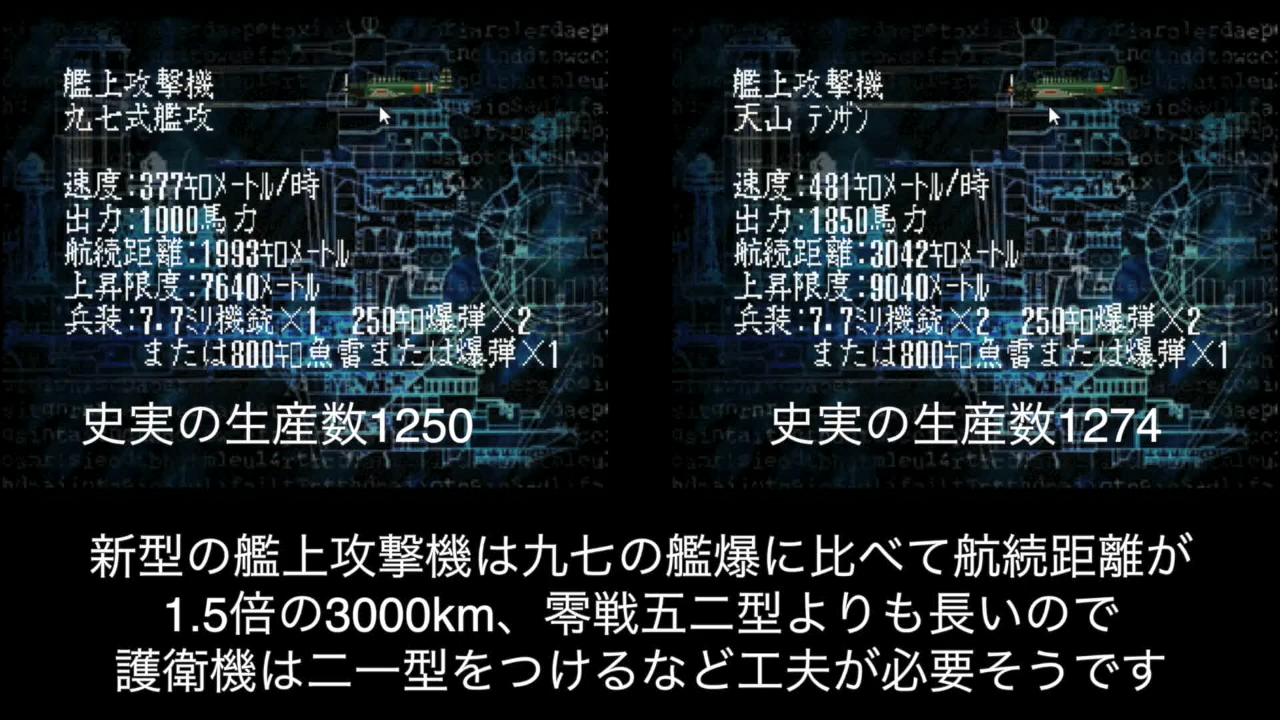 艦上攻撃機
九七式艦攻
速度:377ｷﾛﾒｰﾄﾙ/時
出力:1000馬力
航続距離:1993ｷﾛﾒｰﾄﾙ
上昇限度:7640ﾒｰﾄﾙ
兵装:7.7ﾐﾘ機銃×1　250ｷﾛ爆弾×2
または800ｷﾛ魚雷または爆弾×1
史実の生産数1250
艦上攻撃機
天山 ﾃﾝｻﾞﾝ
速度:481ｷﾛﾒｰﾄﾙ/時
出力:1850馬力
航続距離:3042ｷﾛﾒｰﾄﾙ
上昇限度:9040ﾒｰﾄﾙ
兵装:7.7ﾐﾘ機銃×2　250ｷﾛ爆弾×2
または800ｷﾛ魚雷または爆弾×1
史実の生産数1274
新型の艦上攻撃機は九七の艦爆に比べて航続距離が
1.5倍の3000km、零戦五二型よりも長いので
護衛機は二一型をつけるなど工夫が必要そうです